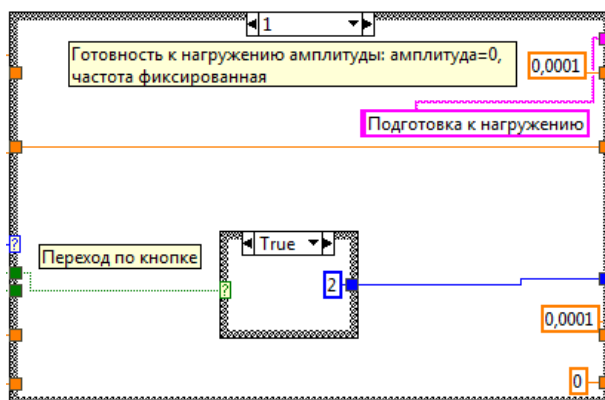 1
Готовность к нагружению амплитуды: амплитуда=0,
частота фиксированная
0,0001
Подготовка к нагружению
?
Переход по кнопке
True
?
2
0,0001
0